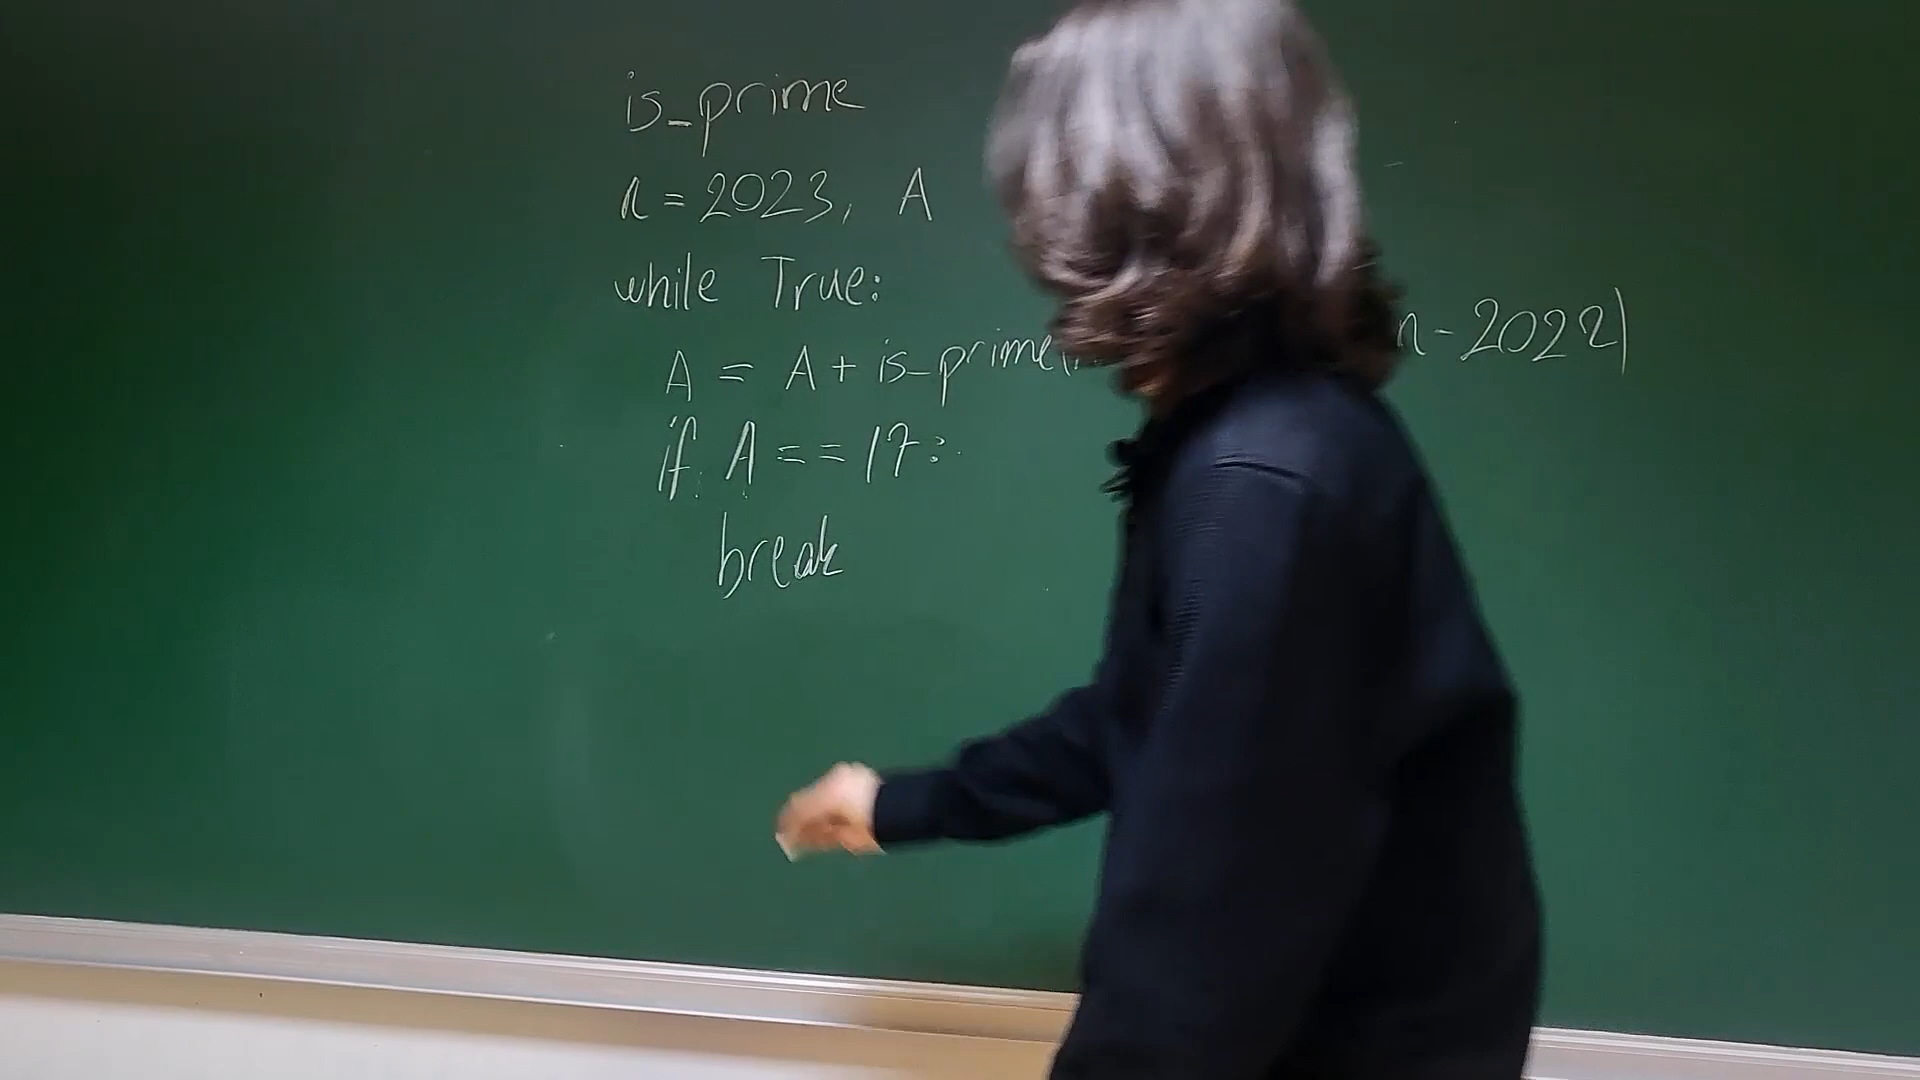 is_prime
n = 2023, A
while True:
A = A + is_prime( n - 2022)
if A == 17:
break